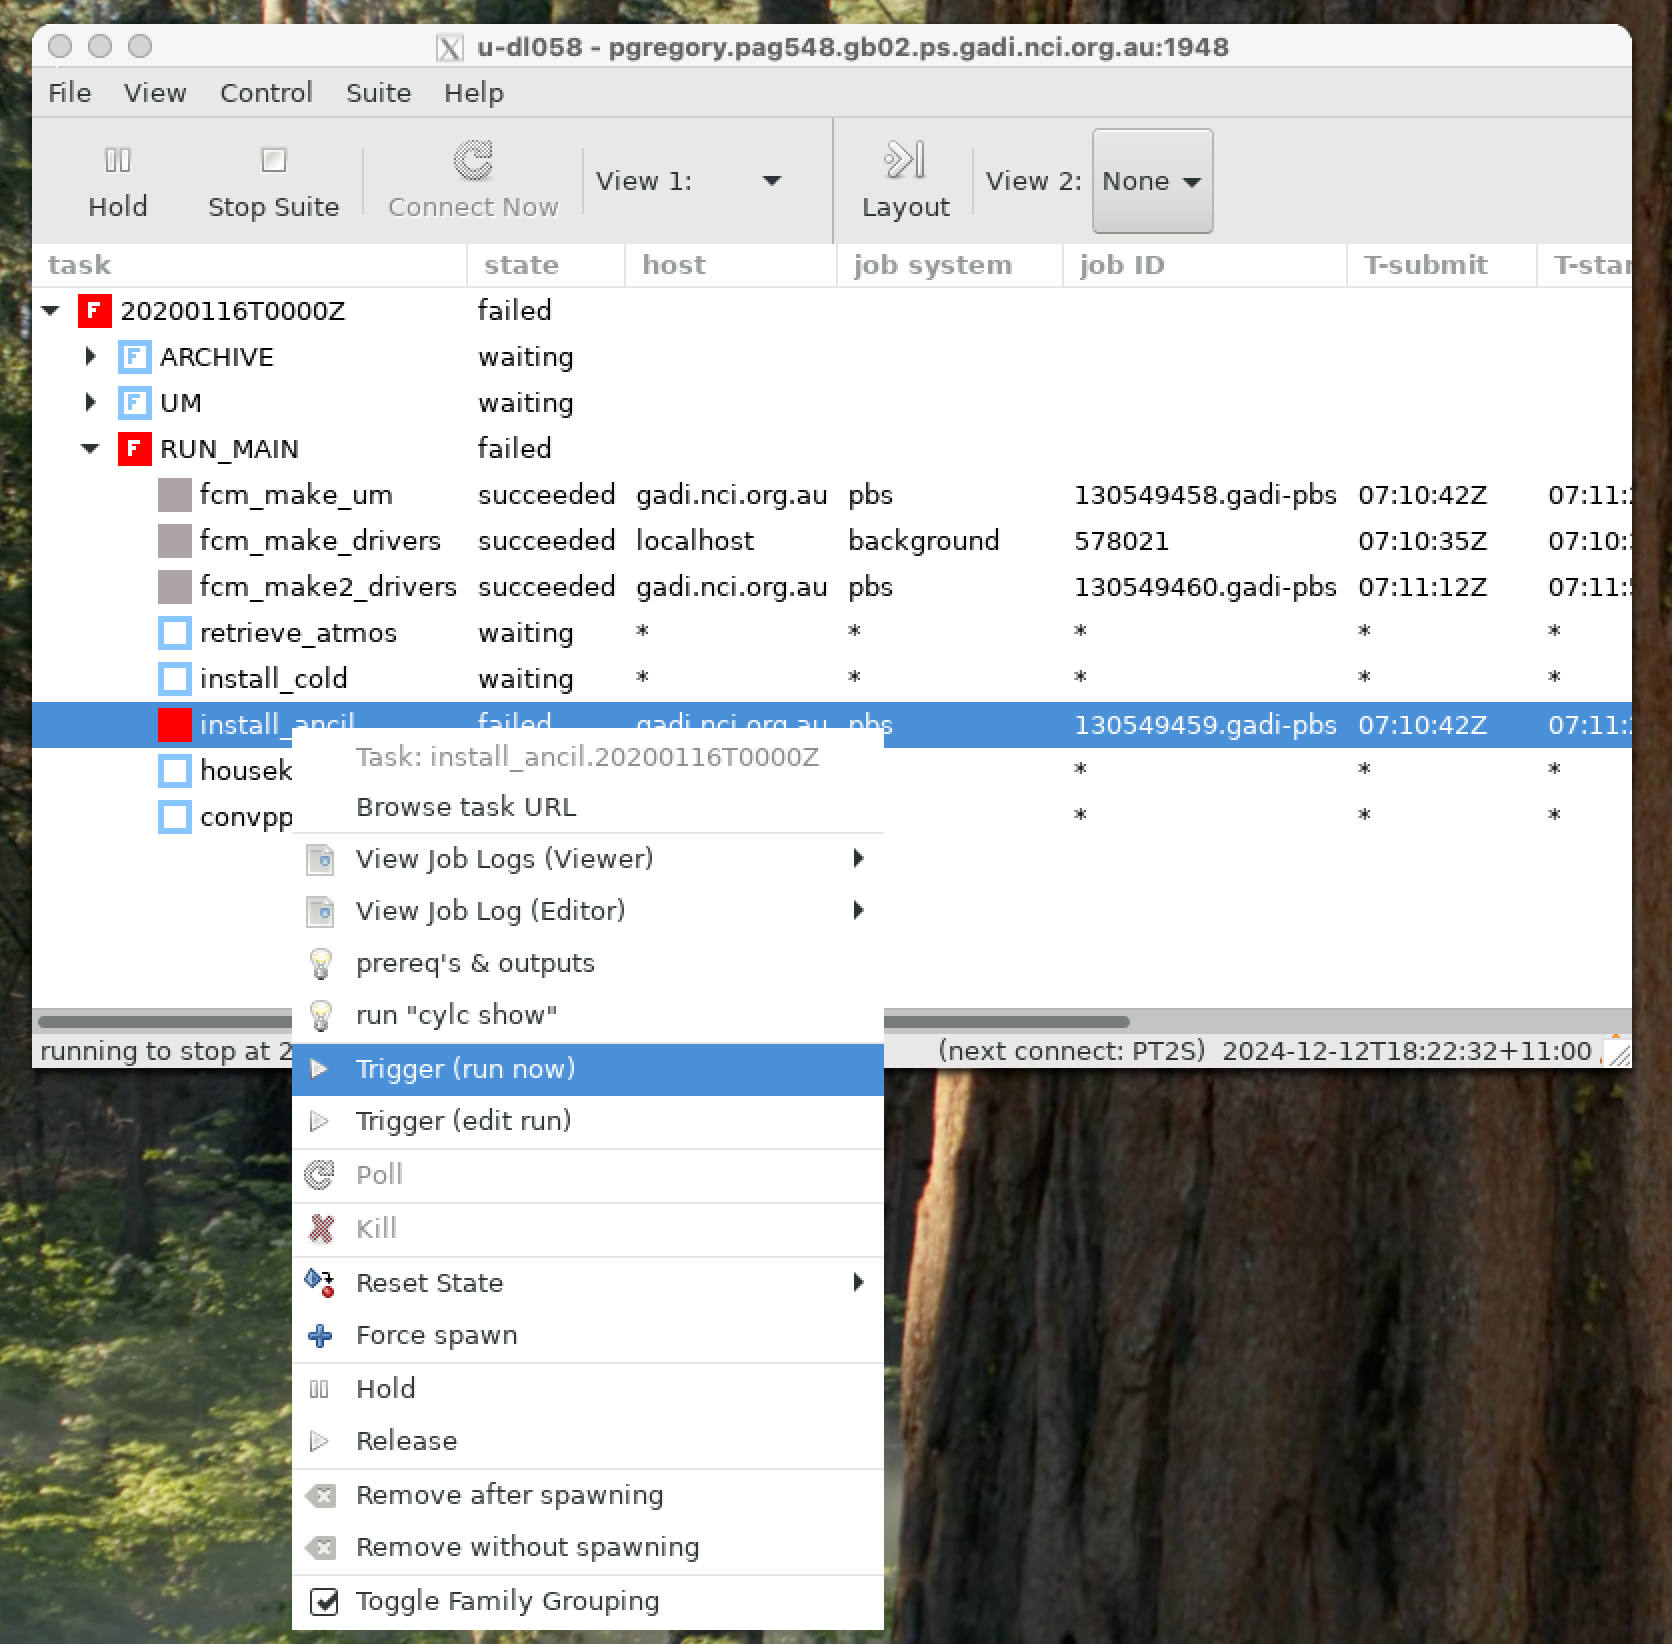 u-dl058 - pgregory.pag548.gb02.ps.gadi.nci.org.au:1948
File View Control Suite Help
Hold Stop Suite Connect Now View 1: Layout View 2: None
task state host job system job ID T-submit T-star
F 20200116T0000Z failed
F ARCHIVE waiting
F UM waiting
F RUN_MAIN failed
fcm_make_um succeeded gadi.nci.org.au pbs 130549458.gadi-pbs 07:10:42Z 07:11:
fcm_make_drivers succeeded localhost background 578021 07:10:35Z 07:10:
fcm_make2_drivers succeeded gadi.nci.org.au pbs 130549460.gadi-pbs 07:11:12Z 07:11:
retrieve_atmos waiting * * * * *
install_cold waiting * * * * *
install_ancil failed gadi.nci.org.au pbs 130549459.gadi-pbs 07:10:42Z 07:11:
housek * * *
convpp * * *
Task: install_ancil.20200116T0000Z
Browse task URL
View Job Logs (Viewer)
View Job Log (Editor)
prereq's & outputs
run "cylc show"
Trigger (run now)
Trigger (edit run)
Poll
Kill
Reset State
Force spawn
Hold
Release
Remove after spawning
Remove without spawning
Toggle Family Grouping
running to stop at 2 (next connect: PT2S) 2024-12-12T18:22:32+11:00